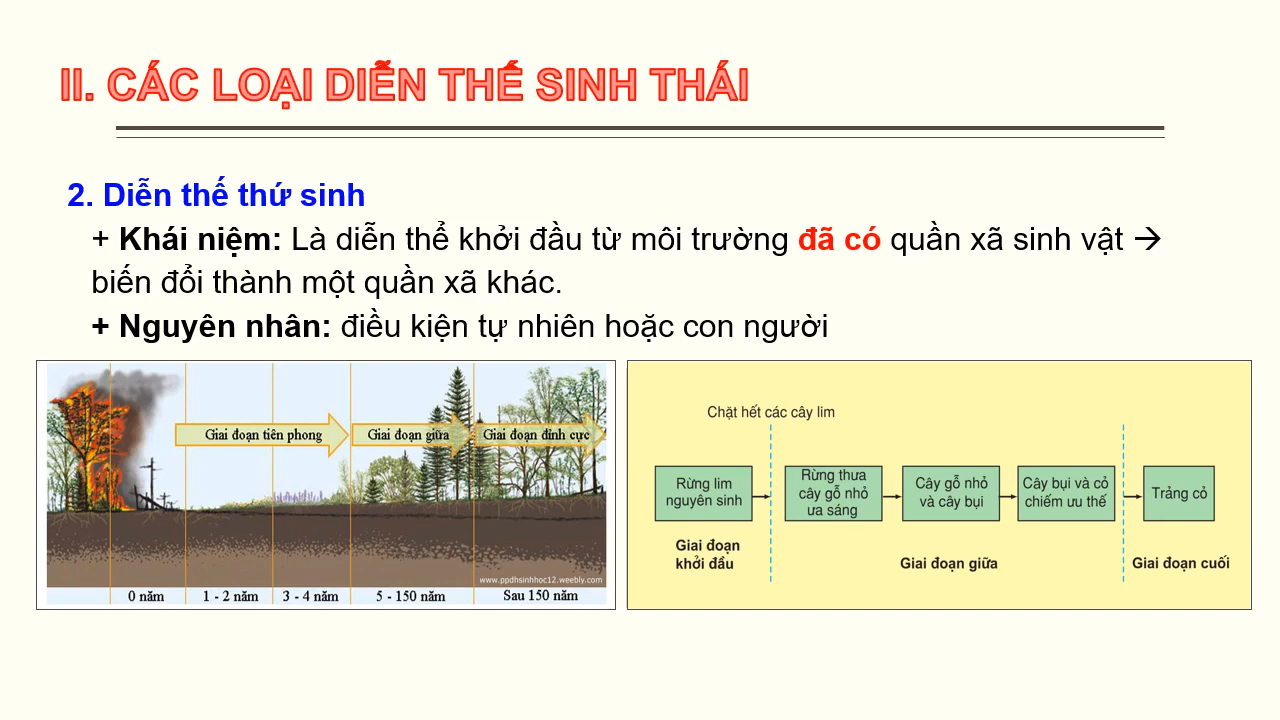 II. CÁC LOẠI DIỄN THẾ SINH THÁI
2. Diễn thế thứ sinh
+ Khái niệm: Là diễn thể khởi đầu từ môi trường đã có quần xã sinh vật →
biến đổi thành một quần xã khác.
+ Nguyên nhân: điều kiện tự nhiên hoặc con người
Giai đoạn tiên phong
Giai đoạn giữa
Giai đoạn đỉnh cực
www.ppdhsinhhoc12.weebly.com
0 năm
1 - 2 năm
3 - 4 năm
5 - 150 năm
Sau 150 năm
Chặt hết các cây lim
Rừng lim
nguyên sinh
Rừng thưa
cây gỗ nhỏ
ưa sáng
Cây gỗ nhỏ
và cây bụi
Cây bụi và cỏ
chiếm ưu thế
Trảng cỏ
Giai đoạn
khởi đầu
Giai đoạn giữa
Giai đoạn cuối